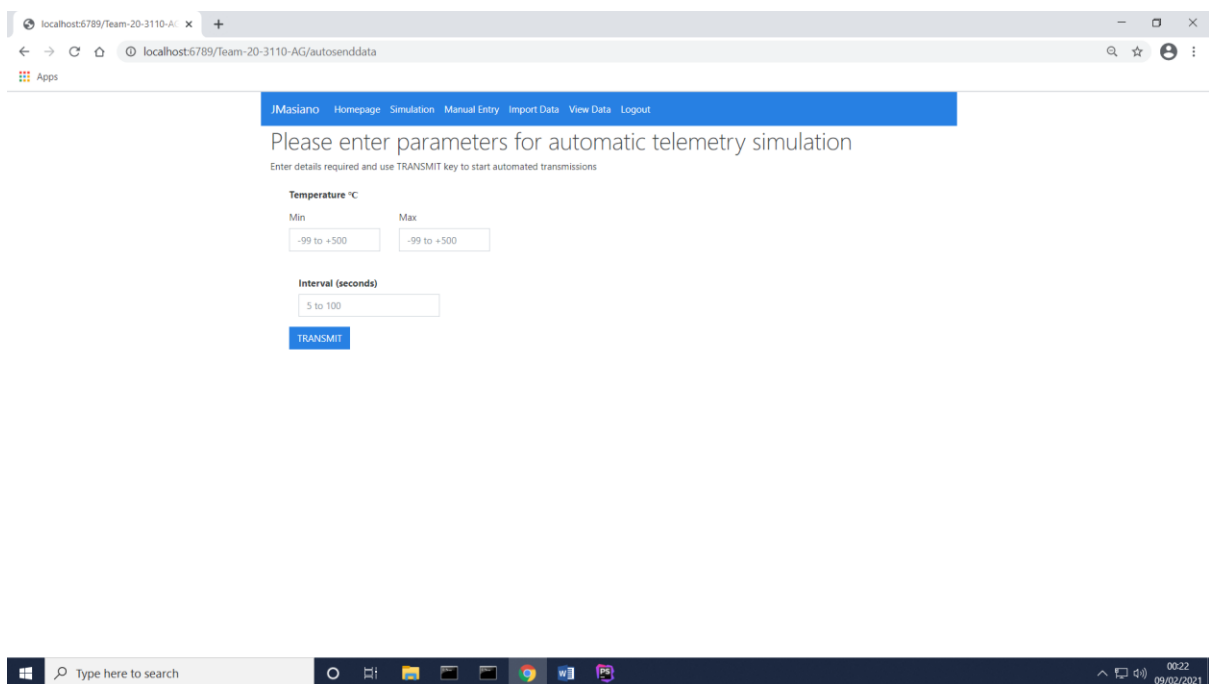 localhost:6789/Team-20-3110-AG
localhost:6789/Team-20-3110-AG/autosenddata
Apps
JMasiano Homepage Simulation Manual Entry Import Data View Data Logout
Please enter parameters for automatic telemetry simulation
Enter details required and use TRANSMIT key to start automated transmissions
Temperature °C
Min Max
-99 to +500 -99 to +500
Interval (seconds)
5 to 100
TRANSMIT
Type here to search
00:22
09/02/2021